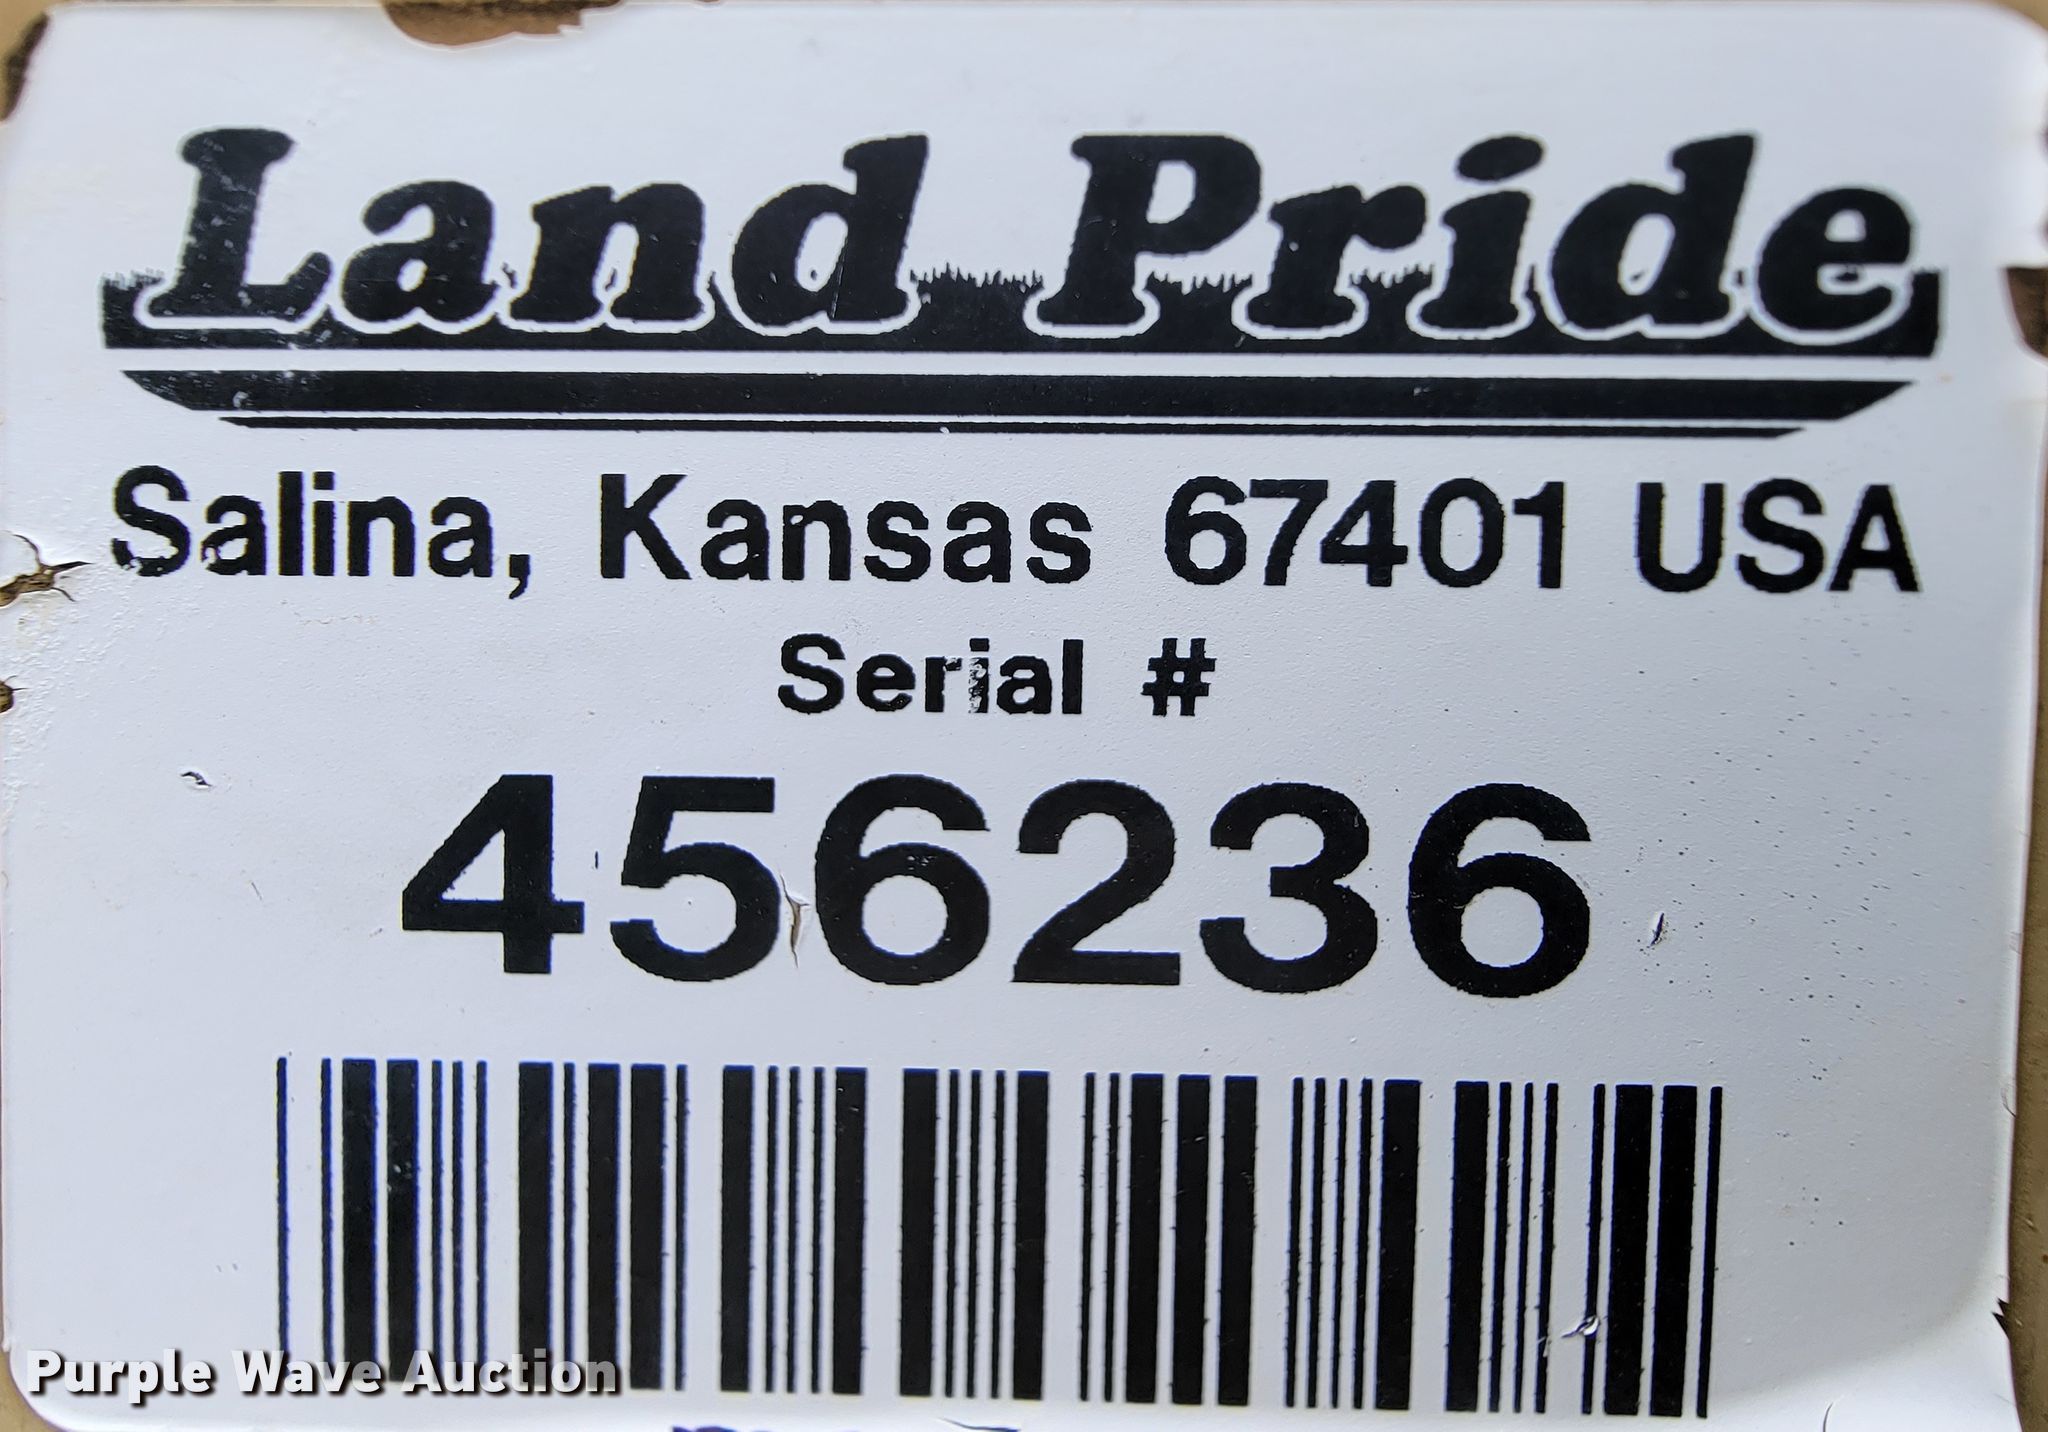 Land Pride
Salina, Kansas 67401 USA
Serial #
456236
Purple Wave Auction